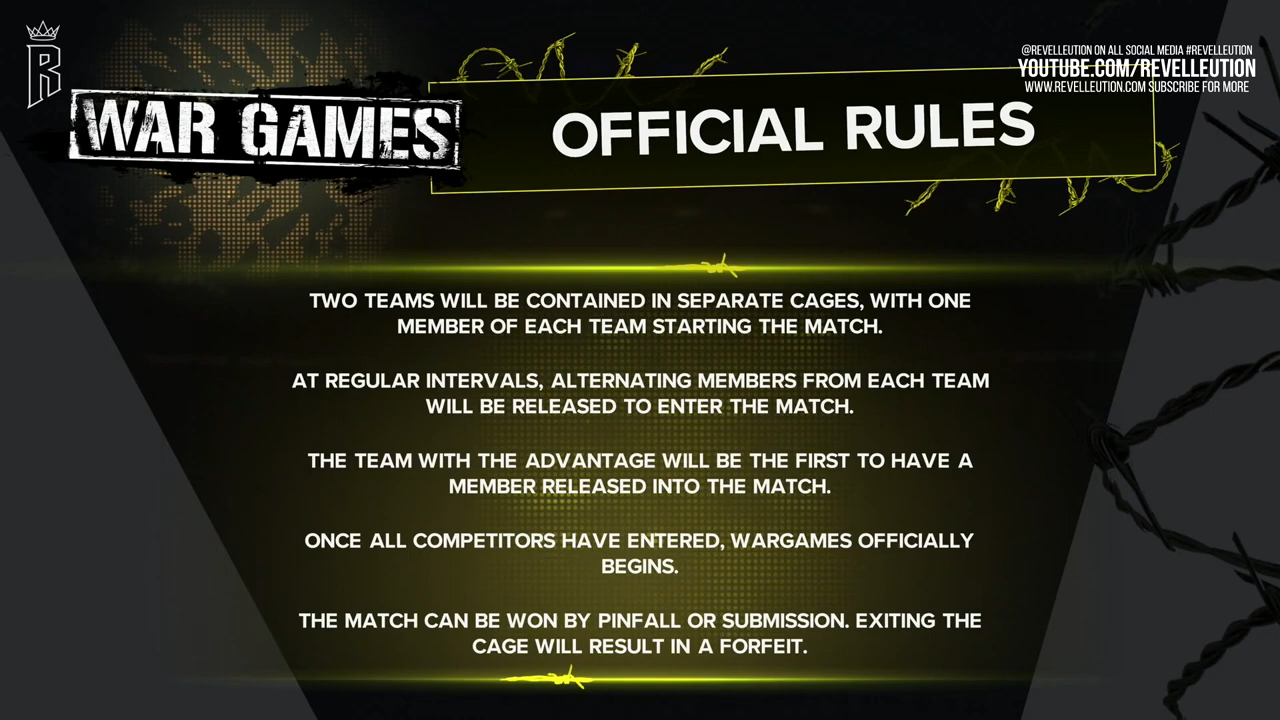 R
@REVELLEUTION ON ALL SOCIAL MEDIA #REVELLEUTION
YOUTUBE.COM/REVELLEUTION
WWW.REVELLEUTION.COM SUBSCRIBE FOR MORE
WAR GAMES
OFFICIAL RULES
TWO TEAMS WILL BE CONTAINED IN SEPARATE CAGES, WITH ONE
MEMBER OF EACH TEAM STARTING THE MATCH.
AT REGULAR INTERVALS, ALTERNATING MEMBERS FROM EACH TEAM
WILL BE RELEASED TO ENTER THE MATCH.
THE TEAM WITH THE ADVANTAGE WILL BE THE FIRST TO HAVE A
MEMBER RELEASED INTO THE MATCH.
ONCE ALL COMPETITORS HAVE ENTERED, WARGAMES OFFICIALLY
BEGINS.
THE MATCH CAN BE WON BY PINFALL OR SUBMISSION. EXITING THE
CAGE WILL RESULT IN A FORFEIT.